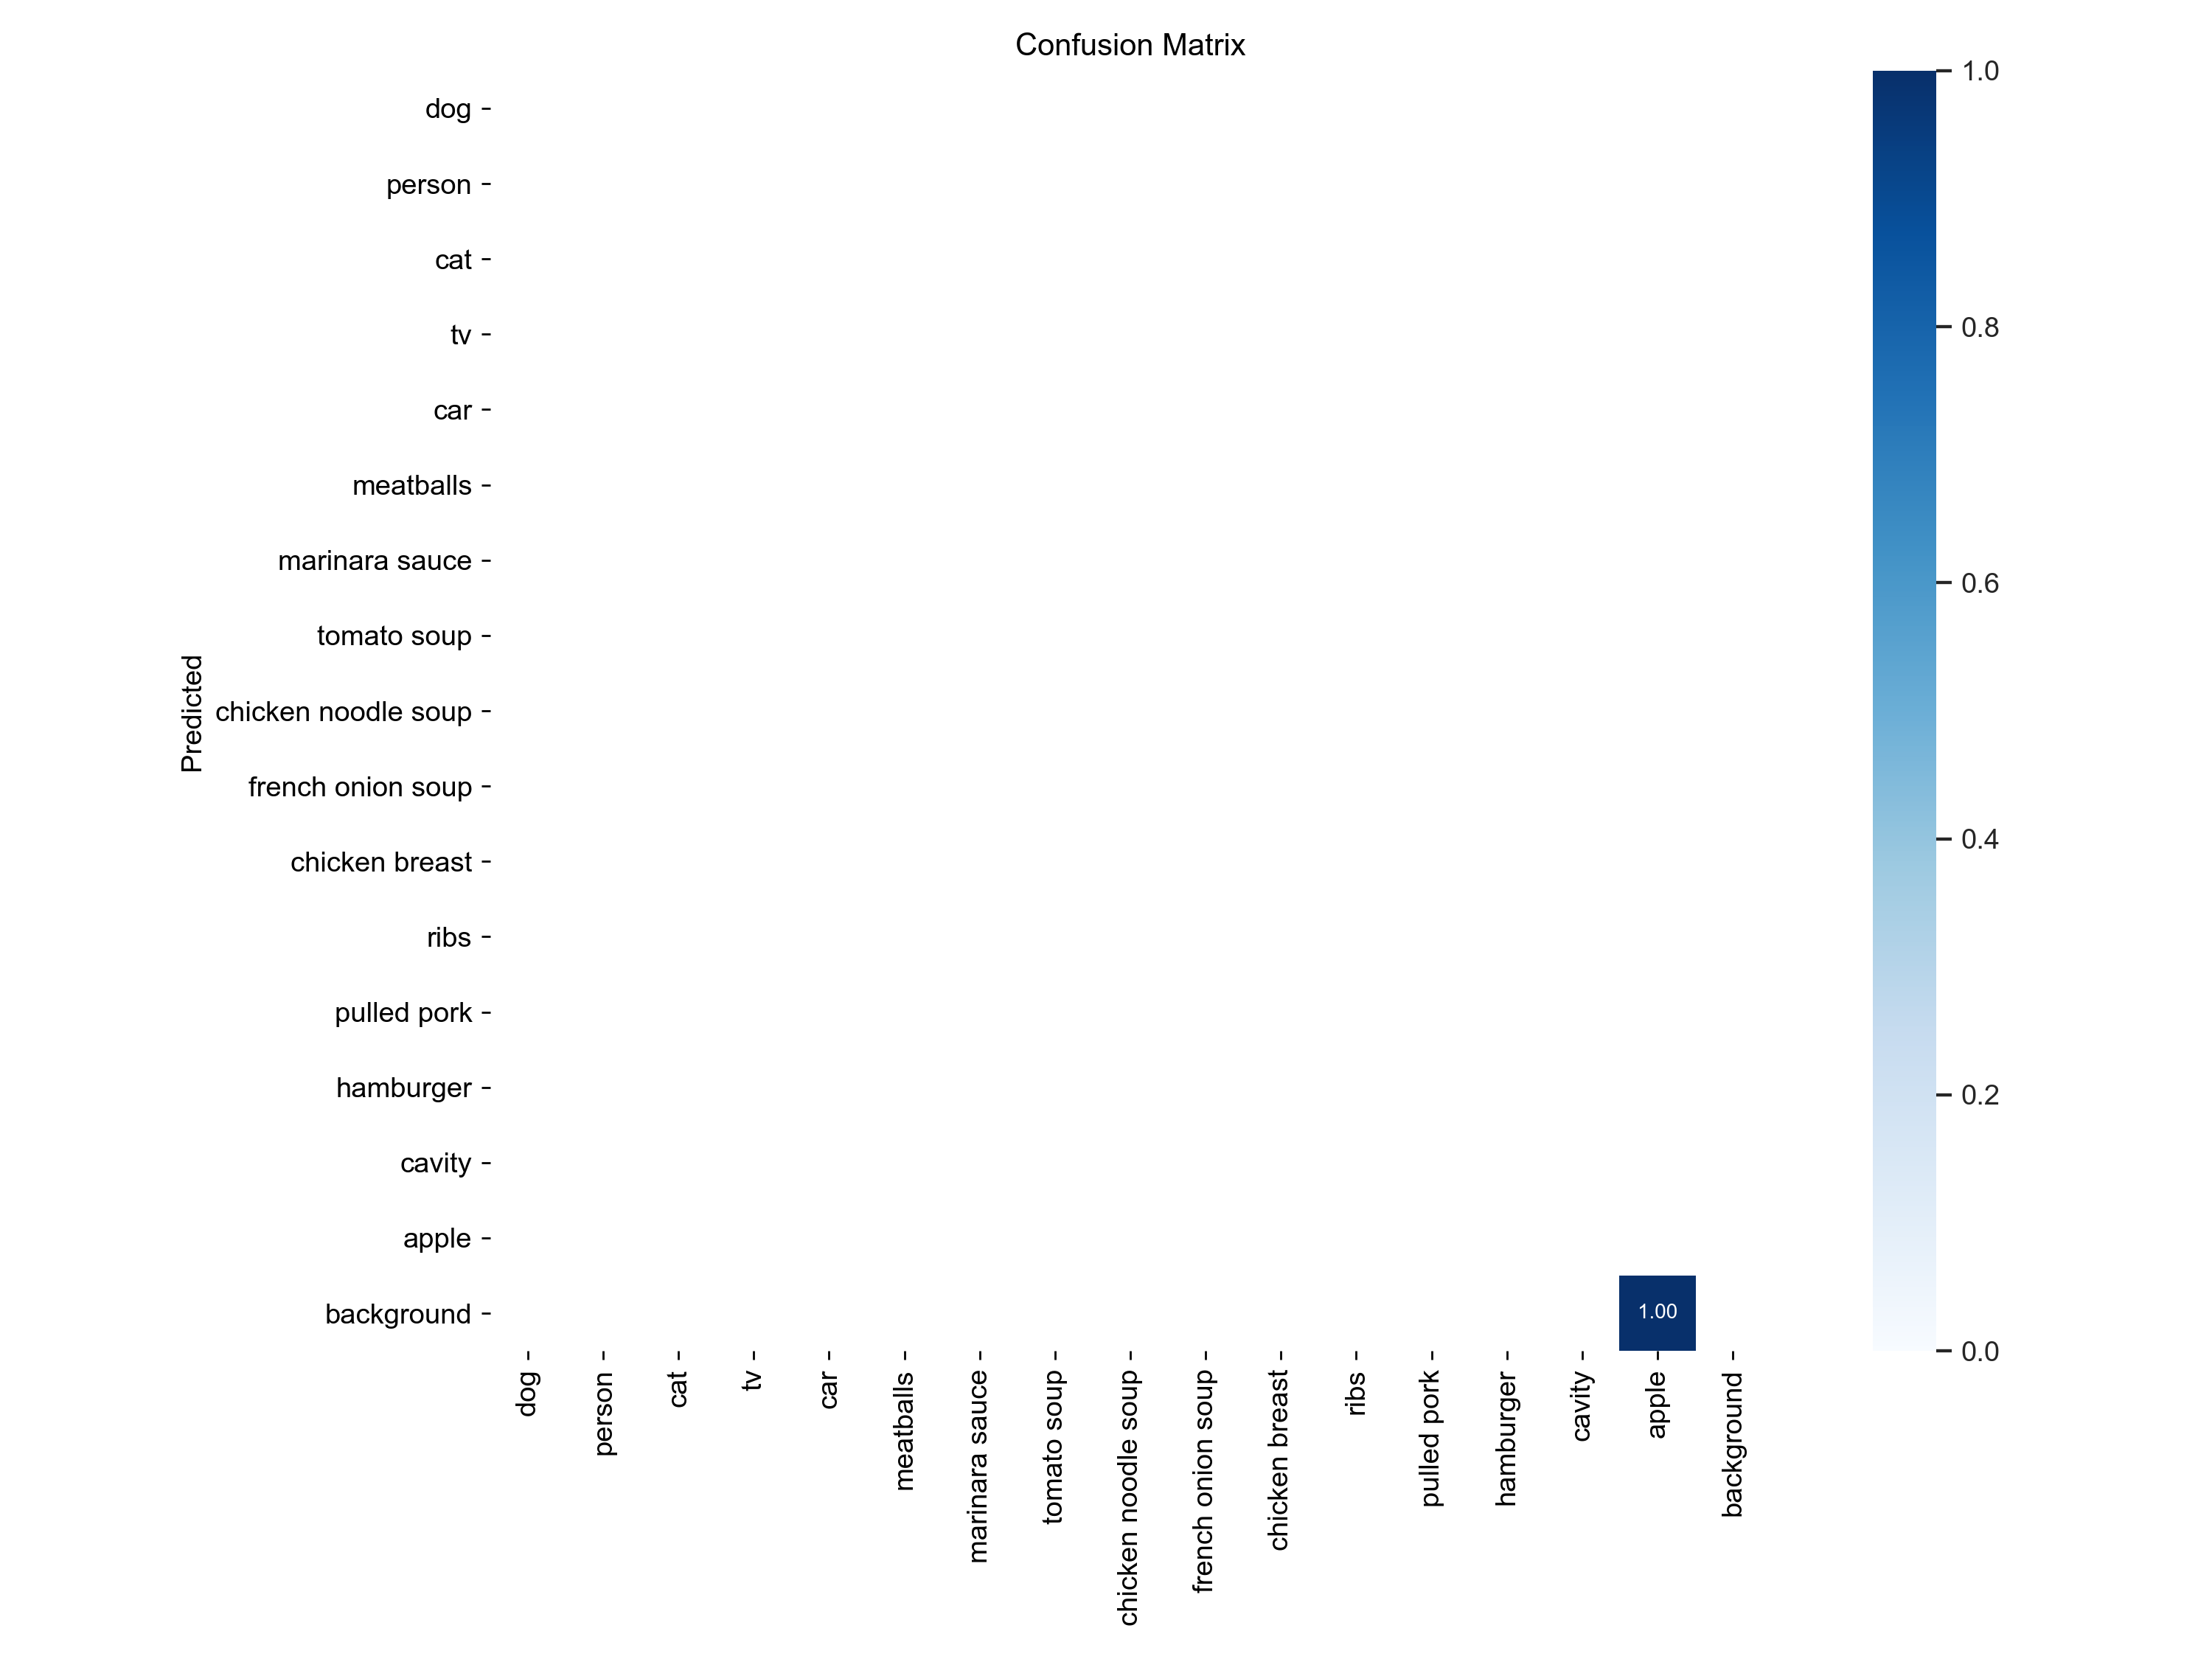 Confusion Matrix
dog
person
cat
tv
car
meatballs
marinara sauce
tomato soup
chicken noodle soup
french onion soup
chicken breast
ribs
pulled pork
hamburger
cavity
apple
background
Predicted
1.00
dog
person
cat
tv
car
meatballs
marinara sauce
tomato soup
chicken noodle soup
french onion soup
chicken breast
ribs
pulled pork
hamburger
cavity
apple
background
1.0
0.8
0.6
0.4
0.2
0.0